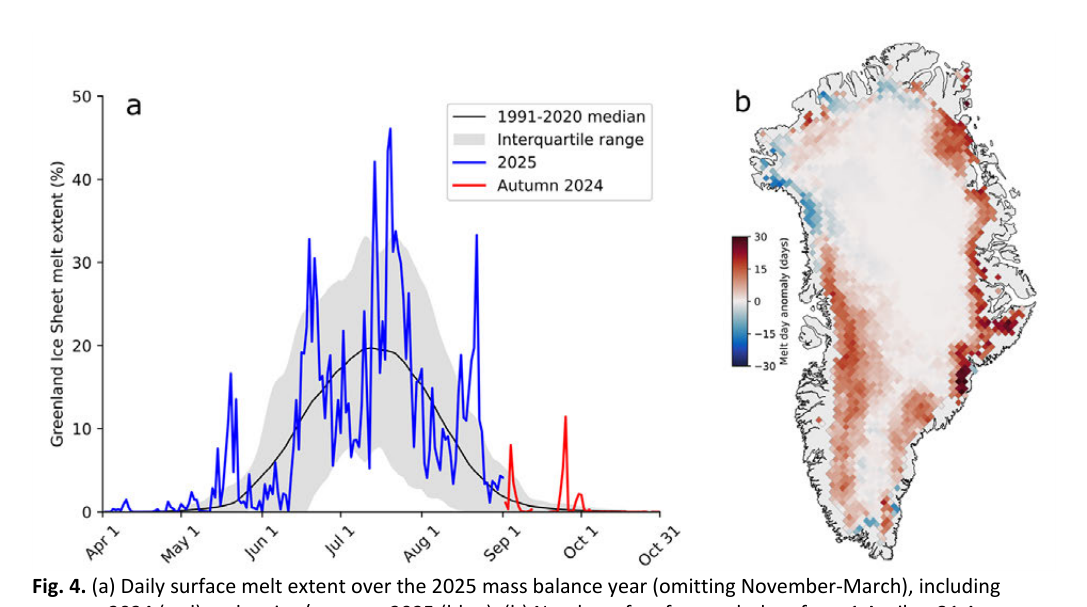 a
b
50
40
30
20
10
0
Greenland Ice Sheet melt extent (%)
1991-2020 median
Interquartile range
2025
Autumn 2024
Apr 1
May 1
Jun 1
Jul 1
Aug 1
Sep 1
Oct 1
Oct 31
30
15
0
−15
−30
Melt day anomaly (days)
Fig. 4. (a) Daily surface melt extent over the 2025 mass balance year (omitting November-March), including